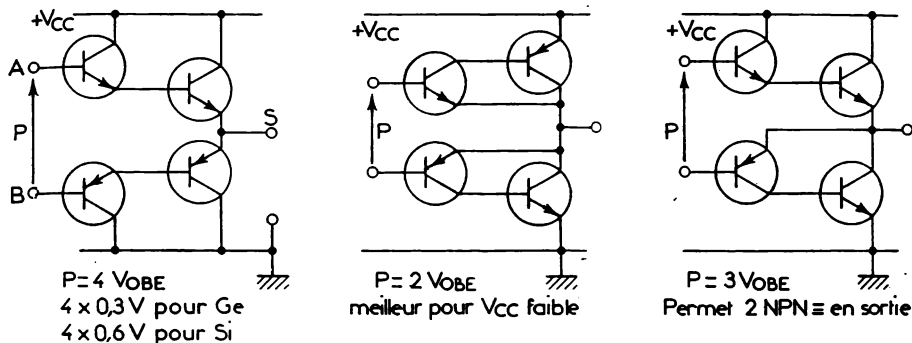 +VCC
A
P
B
S
P = 4 VOBE
4 x 0,3 V pour Ge
4 x 0,6 V pour Si
+VCC
P
P = 2 VOBE
meilleur pour VCC faible
+VCC
P
P = 3 VOBE
Permet 2 NPN ≡ en sortie